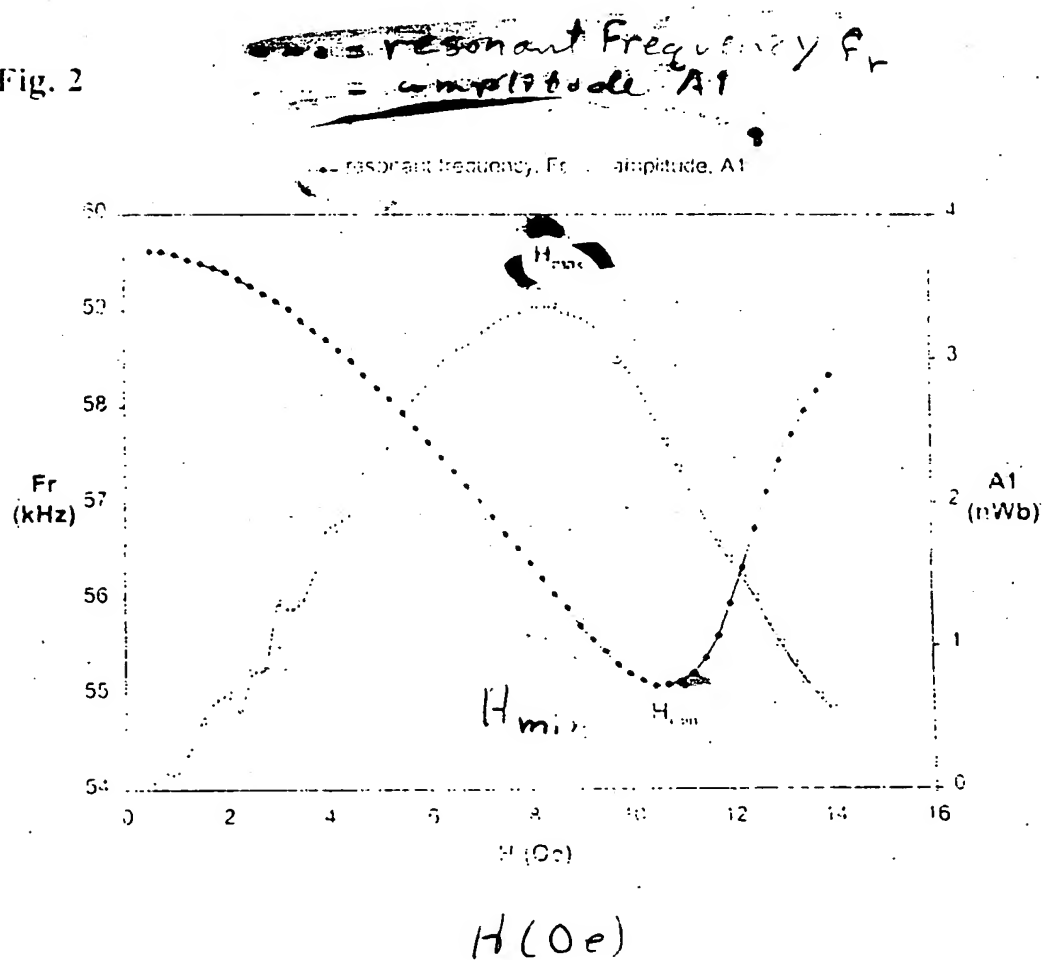 = resonant Frequency fr
Fig. 2
= amplitude A1
resonant frequency, Fr amplitude, A1
60
4
Hmax
59
3
58
Fr
(kHz)
57
2
A1
(nWb)
56
1
55
Hmin
Hmin
54
0
0 2 4 6 8 10 12 14 16
H (Oe)
H (Oe)